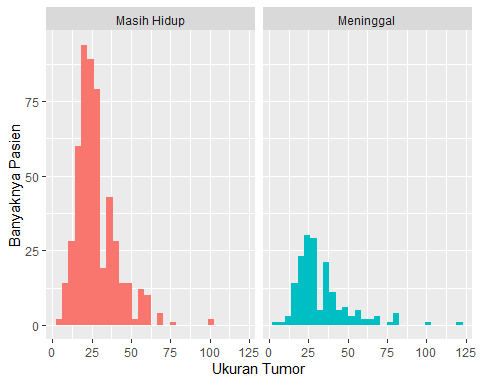 Masih Hidup
Meninggal
Banyaknya Pasien
75
50
25
0
0 25 50 75 100 125
0 25 50 75 100 125
Ukuran Tumor